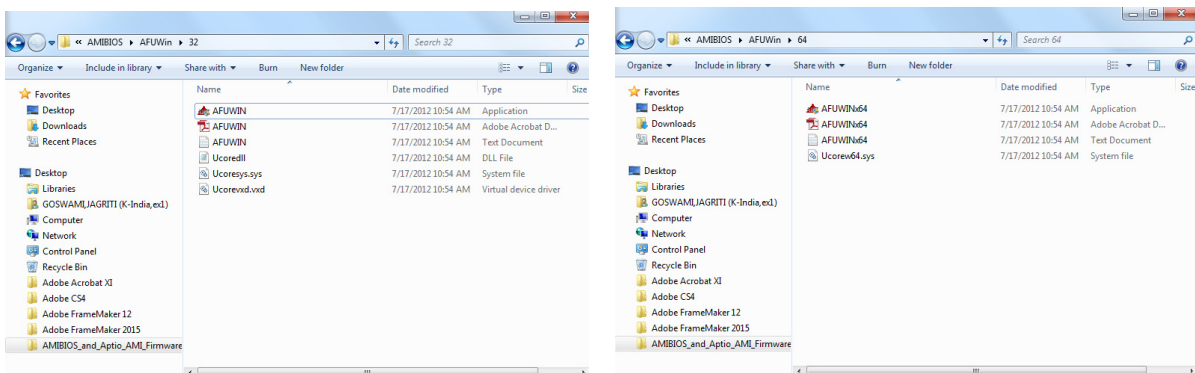 « AMIBIOS ▸ AFUWin ▸ 32
Search 32
Organize Include in library Share with Burn New folder
Name Date modified Type Size
Favorites
Desktop
Downloads
Recent Places
Desktop
Libraries
GOSWAMI,JAGRITI (K-India,ex1)
Computer
Network
Control Panel
Recycle Bin
Adobe Acrobat XI
Adobe CS4
Adobe FrameMaker 12
Adobe FrameMaker 2015
AMIBIOS_and_Aptio_AMI_Firmware
AFUWIN 7/17/2012 10:54 AM Application
AFUWIN 7/17/2012 10:54 AM Adobe Acrobat D...
AFUWIN 7/17/2012 10:54 AM Text Document
Ucoredll 7/17/2012 10:54 AM DLL File
Ucoresys.sys 7/17/2012 10:54 AM System file
Ucorevxd.vxd 7/17/2012 10:54 AM Virtual device driver
« AMIBIOS ▸ AFUWin ▸ 64
Search 64
Organize Include in library Share with Burn New folder
Name Date modified Type Size
Favorites
Desktop
Downloads
Recent Places
Desktop
Libraries
GOSWAMI,JAGRITI (K-India,ex1)
Computer
Network
Control Panel
Recycle Bin
Adobe Acrobat XI
Adobe CS4
Adobe FrameMaker 12
Adobe FrameMaker 2015
AMIBIOS_and_Aptio_AMI_Firmware
AFUWINx64 7/17/2012 10:54 AM Application
AFUWINx64 7/17/2012 10:54 AM Adobe Acrobat D...
AFUWINx64 7/17/2012 10:54 AM Text Document
Ucorew64.sys 7/17/2012 10:54 AM System file